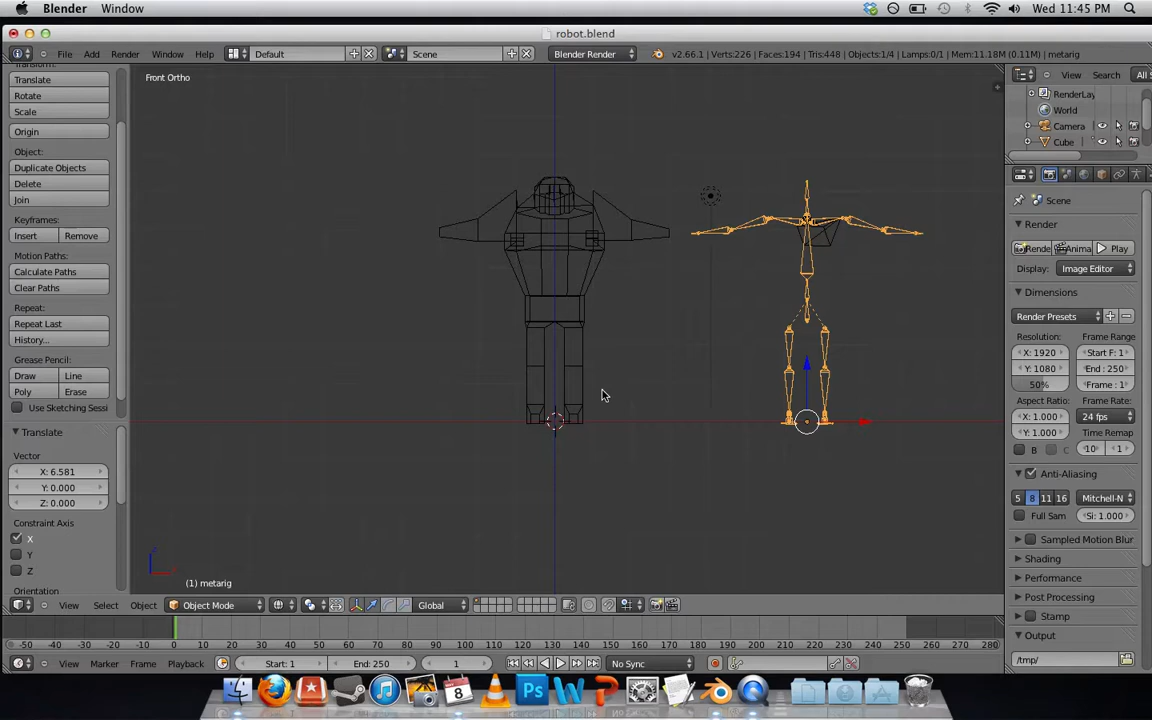 Blender Window Wed 11:45 PM
robot.blend
File Add Render Window Help Default Scene Blender Render v2.66.1 | Verts:226 | Faces:194 | Tris:448 | Objects:1/4 | Lamps:0/1 | Mem:11.18M (0.11M) | metarig
Transform:
Translate
Rotate
Scale
Origin
Object:
Duplicate Objects
Delete
Join
Keyframes:
Insert Remove
Motion Paths:
Calculate Paths
Clear Paths
Repeat:
Repeat Last
History...
Grease Pencil:
Draw Line
Poly Erase
Use Sketching Sessi
Translate
Vector
X: 6.581
Y: 0.000
Z: 0.000
Constraint Axis
X
Y
Z
Orientation
Front Ortho
(1) metarig
View Search All S
RenderLay
World
Camera
Cube
Scene
Render
Rende Anima Play
Display: Image Editor
Dimensions
Render Presets
Resolution: Frame Range
X: 1920 Start F: 1
Y: 1080 End : 250
50% Frame : 1
Aspect Ratio: Frame Rate:
X: 1.000 24 fps
Y: 1.000 Time Remap
B C 10 1
Anti-Aliasing
5 8 11 16 Mitchell-N
Full Sam Si: 1.000
Sampled Motion Blur
Shading
Performance
Post Processing
Stamp
Output
/tmp/
View Select Object Object Mode Global
-50 -40 -30 -20 -10 0 10 20 30 40 50 60 70 80 90 100 110 120 130 140 150 160 170 180 190 200 210 220 230 240 250 260 270 280
View Marker Frame Playback Start: 1 End: 250 1 No Sync
8 Ps